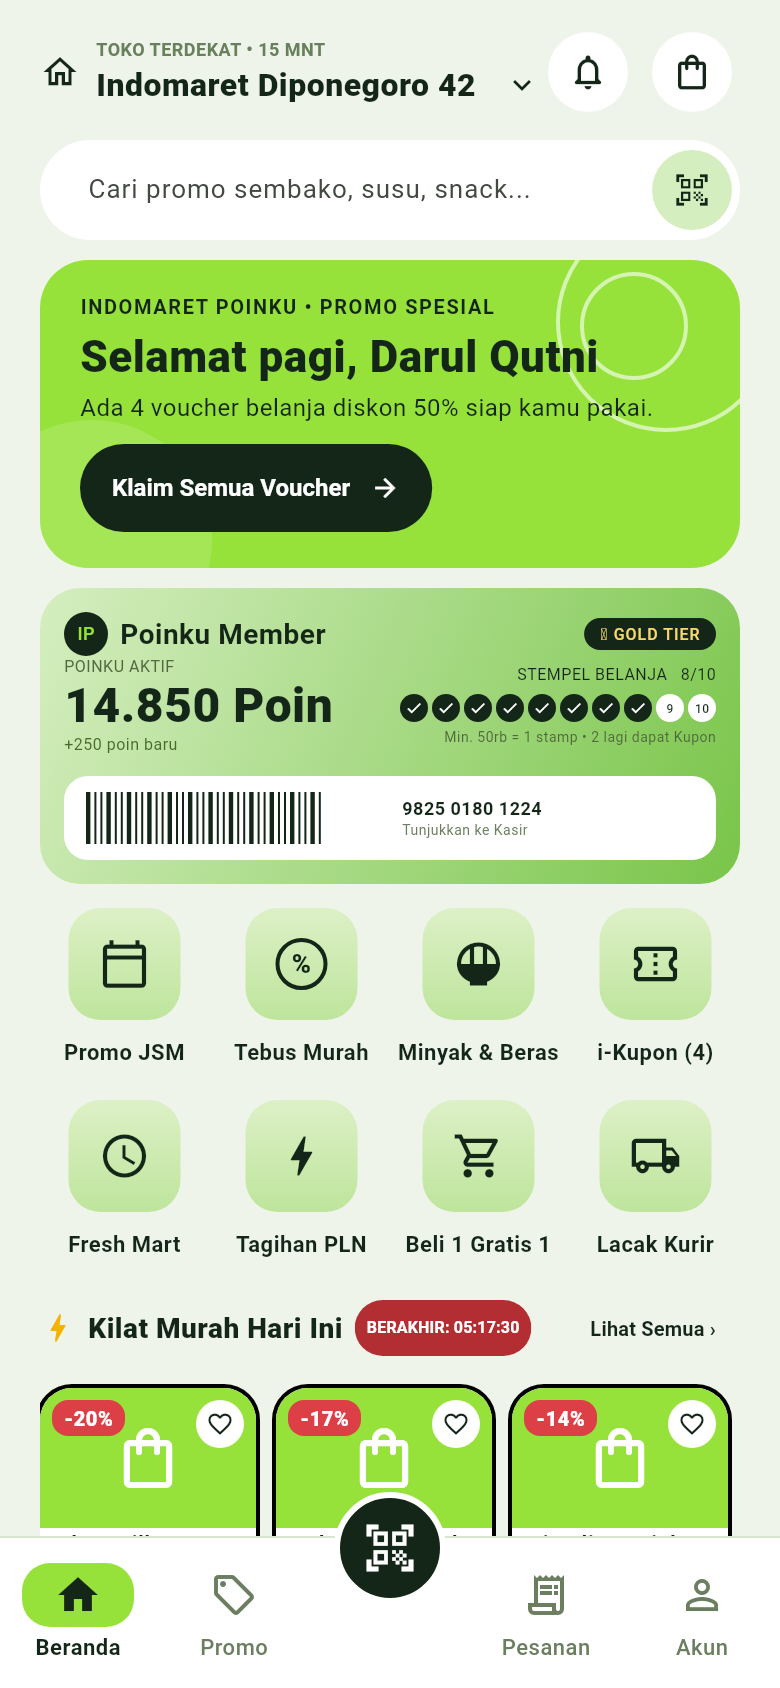 TOKO TERDEKAT • 15 MNT
Indomaret Diponegoro 42
Cari promo sembako, susu, snack...
INDOMARET POINKU • PROMO SPESIAL
Selamat pagi, Darul Qutni
Ada 4 voucher belanja diskon 50% siap kamu pakai.
Klaim Semua Voucher
IP Poinku Member
GOLD TIER
POINKU AKTIF
14.850 Poin
+250 poin baru
STEMPEL BELANJA 8/10
9 10
Min. 50rb = 1 stamp • 2 lagi dapat Kupon
9825 0180 1224
Tunjukkan ke Kasir
%
Promo JSM
Tebus Murah
Minyak & Beras
i-Kupon (4)
Fresh Mart
Tagihan PLN
Beli 1 Gratis 1
Lacak Kurir
Kilat Murah Hari Ini
BERAKHIR: 05:17:30
Lihat Semua ›
-20%
-17%
-14%
Beranda
Promo
Pesanan
Akun